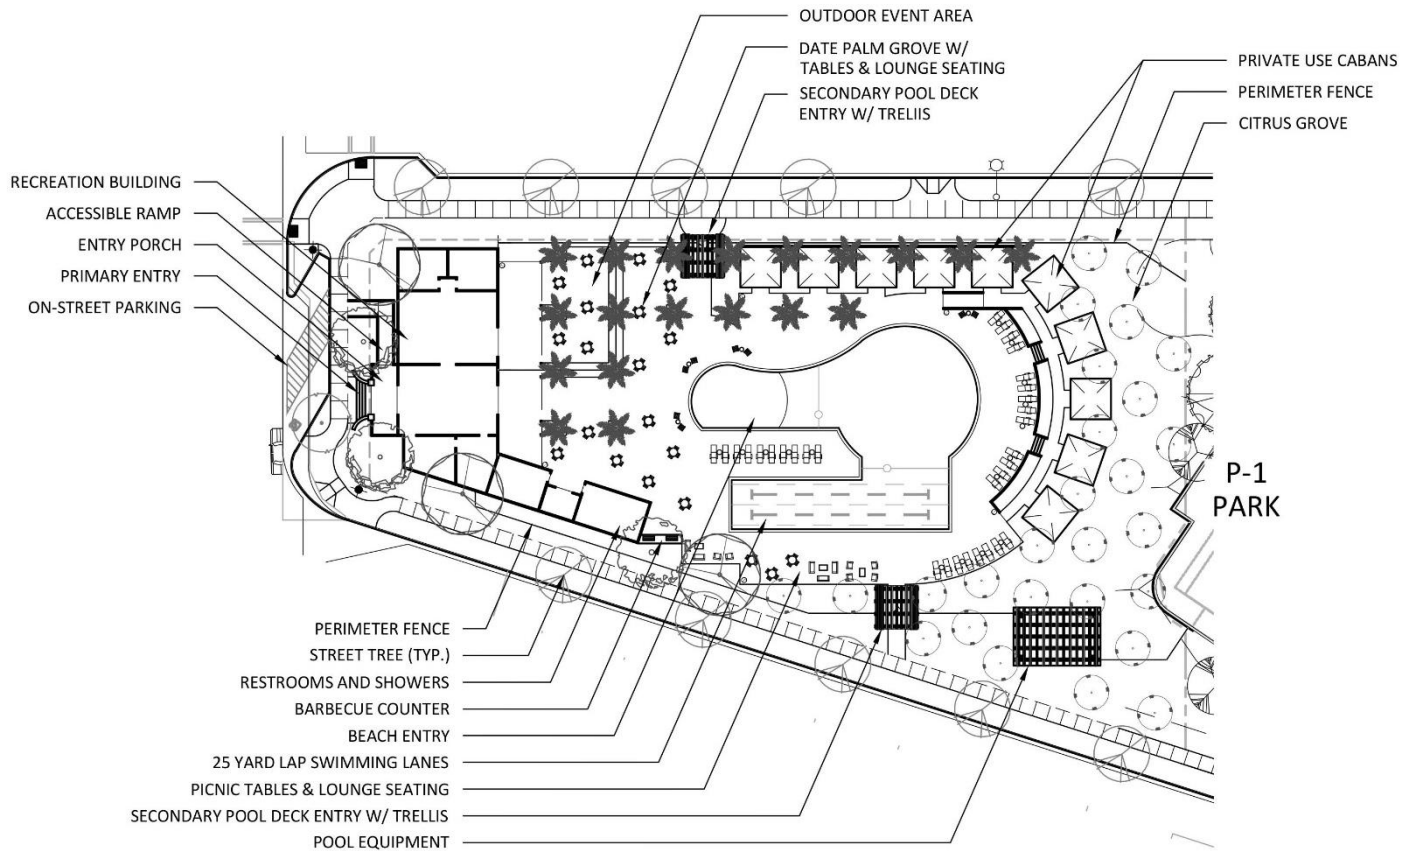 OUTDOOR EVENT AREA
DATE PALM GROVE W/
TABLES & LOUNGE SEATING
SECONDARY POOL DECK
ENTRY W/ TRELIIS
PRIVATE USE CABANS
PERIMETER FENCE
CITRUS GROVE
RECREATION BUILDING
ACCESSIBLE RAMP
ENTRY PORCH
PRIMARY ENTRY
ON-STREET PARKING
P-1
PARK
PERIMETER FENCE
STREET TREE (TYP.)
RESTROOMS AND SHOWERS
BARBECUE COUNTER
BEACH ENTRY
25 YARD LAP SWIMMING LANES
PICNIC TABLES & LOUNGE SEATING
SECONDARY POOL DECK ENTRY W/ TRELLIS
POOL EQUIPMENT